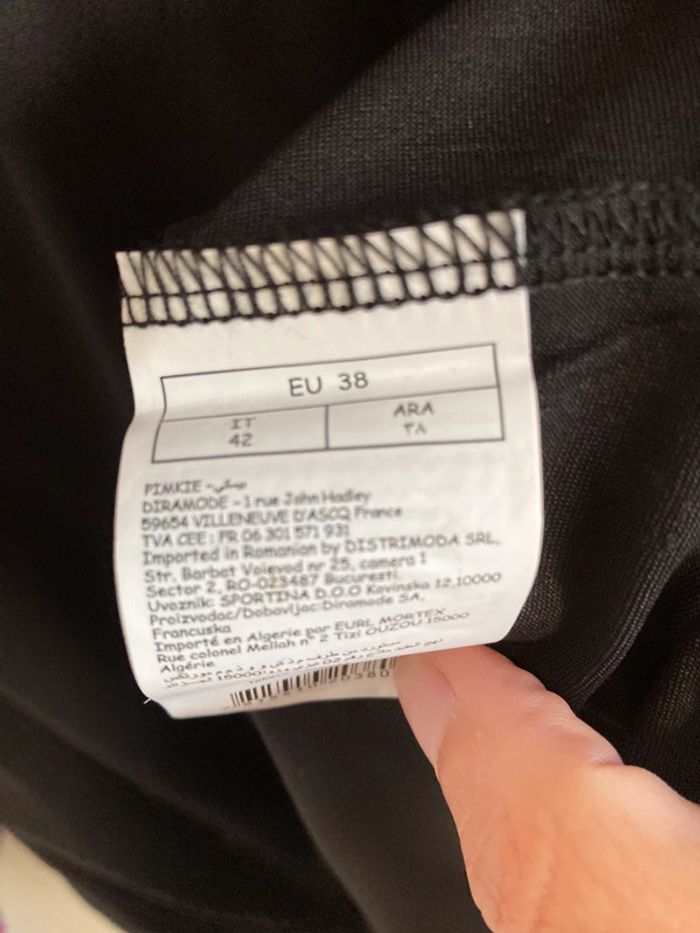 EU 38
IT
42
ARA
٣٨
PIMKIE - بيمكي
DIRAMODE - 1 rue John Hadley
59654 VILLENEUVE D'ASCQ France
TVA CEE : FR 06 301 571 931
Imported in Romanian by DISTRIMODA SRL,
Str. Barbat Voievod nr 25, camera 1
Sector 2, RO-023487 Bucuresti.
Uvoznik: SPORTINA D.O.O Kavinska 12,10000
Proizvodac/Dobavljac:Diramode SA,
Francuska
Importé en Algerie par EURL MORTEX
Rue colonel Mellah n° 2 Tizi OUZOU 15000
Algérie